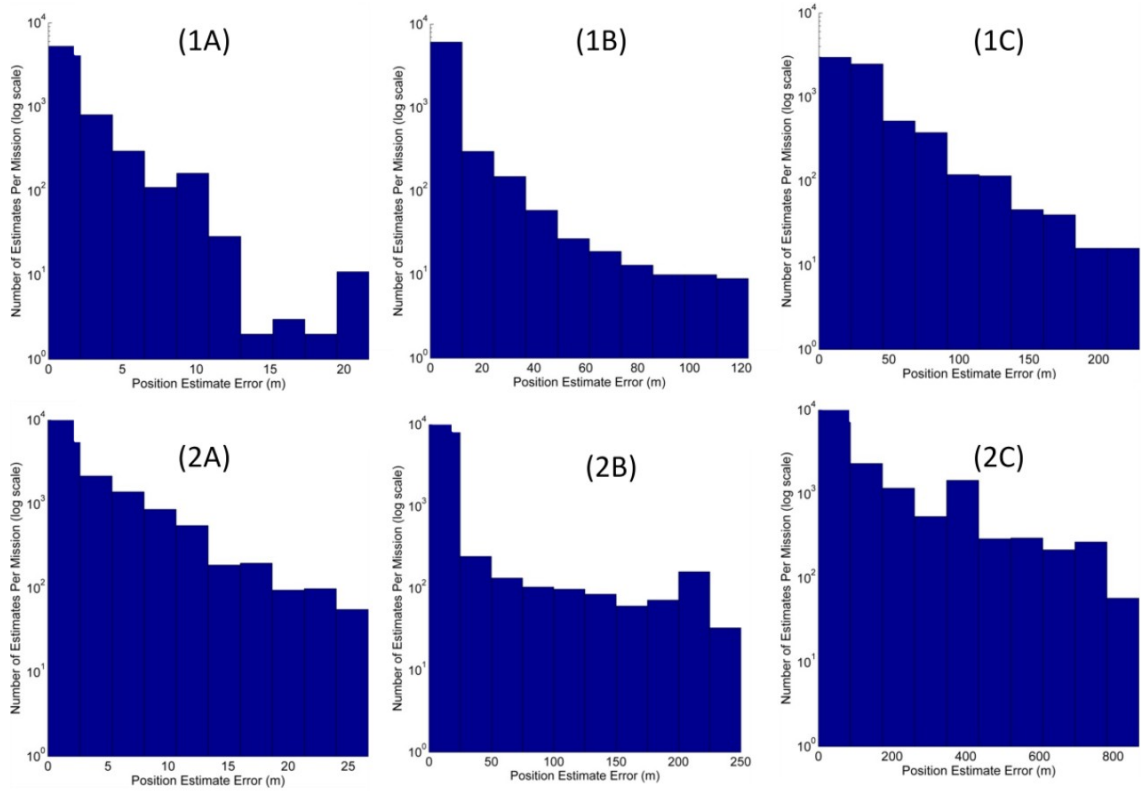 (1A)
Number of Estimates Per Mission (log scale)
10^4
10^3
10^2
10^1
10^0
0 5 10 15 20
Position Estimate Error (m)
(1B)
Number of Estimates Per Mission (log scale)
10^4
10^3
10^2
10^1
10^0
0 20 40 60 80 100 120
Position Estimate Error (m)
(1C)
Number of Estimates Per Mission (log scale)
10^4
10^3
10^2
10^1
10^0
0 50 100 150 200
Position Estimate Error (m)
(2A)
Number of Estimates Per Mission (log scale)
10^4
10^3
10^2
10^1
10^0
0 5 10 15 20 25
Position Estimate Error (m)
(2B)
Number of Estimates Per Mission (log scale)
10^4
10^3
10^2
10^1
10^0
0 50 100 150 200 250
Position Estimate Error (m)
(2C)
Number of Estimates Per Mission (log scale)
10^4
10^3
10^2
10^1
10^0
0 200 400 600 800
Position Estimate Error (m)